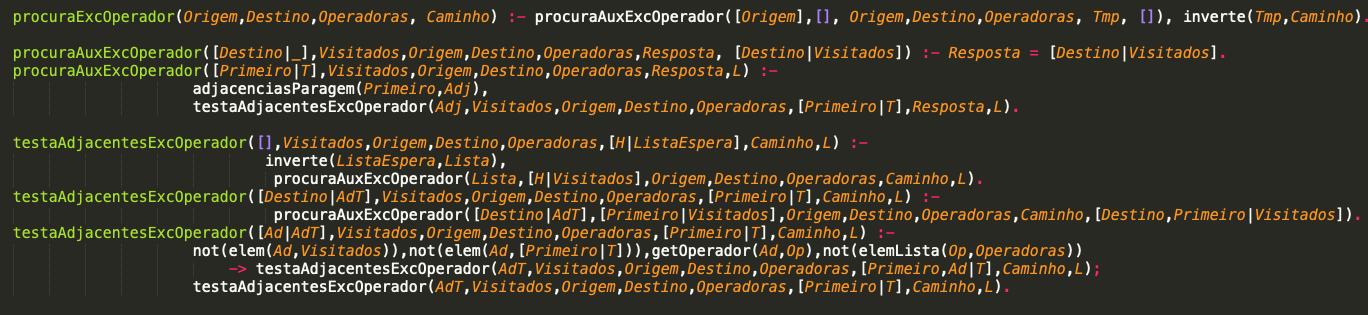 procuraExcOperador(Origem,Destino,Operadoras, Caminho) :- procuraAuxExcOperador([Origem],[], Origem,Destino,Operadoras, Tmp, []), inverte(Tmp,Caminho).
procuraAuxExcOperador([Destino|_],Visitados,Origem,Destino,Operadoras,Resposta, [Destino|Visitados]) :- Resposta = [Destino|Visitados].
procuraAuxExcOperador([Primeiro|T],Visitados,Origem,Destino,Operadoras,Resposta,L) :-
adjacenciasParagem(Primeiro,Adj),
testaAdjacentesExcOperador(Adj,Visitados,Origem,Destino,Operadoras,[Primeiro|T],Resposta,L).
testaAdjacentesExcOperador([],Visitados,Origem,Destino,Operadoras,[H|ListaEspera],Caminho,L) :-
inverte(ListaEspera,Lista),
procuraAuxExcOperador(Lista,[H|Visitados],Origem,Destino,Operadoras,Caminho,L).
testaAdjacentesExcOperador([Destino|AdT],Visitados,Origem,Destino,Operadoras,[Primeiro|T],Caminho,L) :-
procuraAuxExcOperador([Destino|AdT],[Primeiro|Visitados],Origem,Destino,Operadoras,Caminho,[Destino,Primeiro|Visitados]).
testaAdjacentesExcOperador([Ad|AdT],Visitados,Origem,Destino,Operadoras,[Primeiro|T],Caminho,L) :-
not(elem(Ad,Visitados)),not(elem(Ad,[Primeiro|T])),getOperador(Ad,Op),not(elemLista(Op,Operadoras))
-> testaAdjacentesExcOperador(AdT,Visitados,Origem,Destino,Operadoras,[Primeiro,Ad|T],Caminho,L);
testaAdjacentesExcOperador(AdT,Visitados,Origem,Destino,Operadoras,[Primeiro|T],Caminho,L).